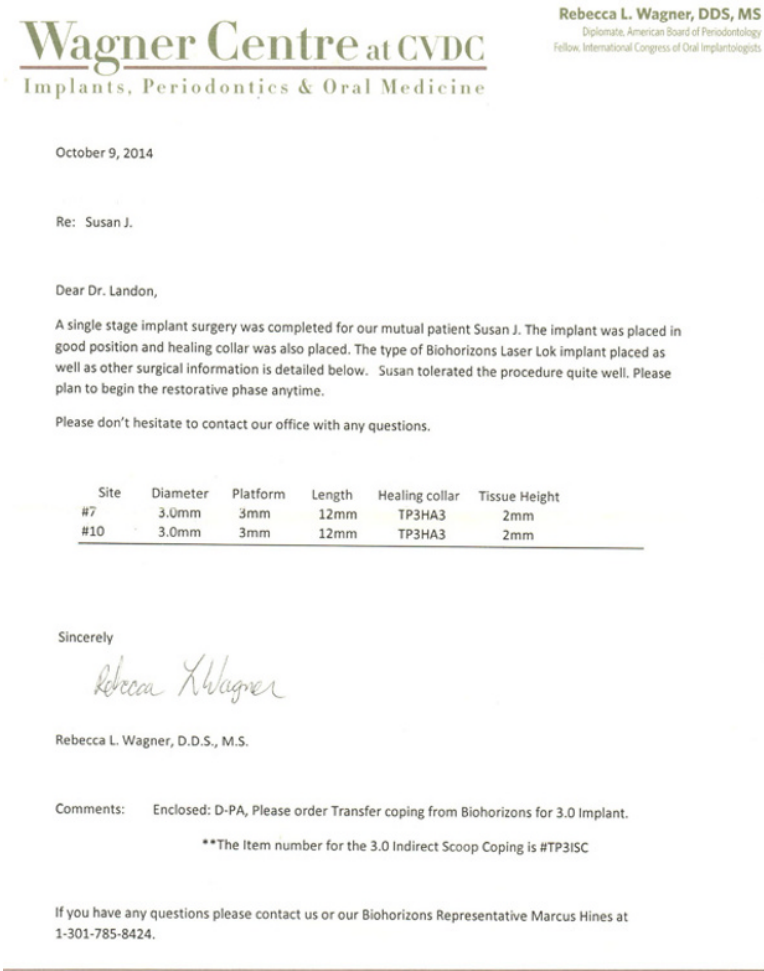 Wagner Centre at CVDC
Implants, Periodontics & Oral Medicine
Rebecca L. Wagner, DDS, MS
Diplomate, American Board of Periodontology
Fellow, International Congress of Oral Implantologists
October 9, 2014
Re: Susan J.
Dear Dr. Landon,
A single stage implant surgery was completed for our mutual patient Susan J. The implant was placed in
good position and healing collar was also placed. The type of Biohorizons Laser Lok implant placed as
well as other surgical information is detailed below. Susan tolerated the procedure quite well. Please
plan to begin the restorative phase anytime.
Please don't hesitate to contact our office with any questions.
Site Diameter Platform Length Healing collar Tissue Height
#7 3.0mm 3mm 12mm TP3HA3 2mm
#10 3.0mm 3mm 12mm TP3HA3 2mm
Sincerely
Rebecca L Wagner
Rebecca L. Wagner, D.D.S., M.S.
Comments: Enclosed: D-PA, Please order Transfer coping from Biohorizons for 3.0 Implant.
**The Item number for the 3.0 Indirect Scoop Coping is #TP3ISC
If you have any questions please contact us or our Biohorizons Representative Marcus Hines at
1-301-785-8424.